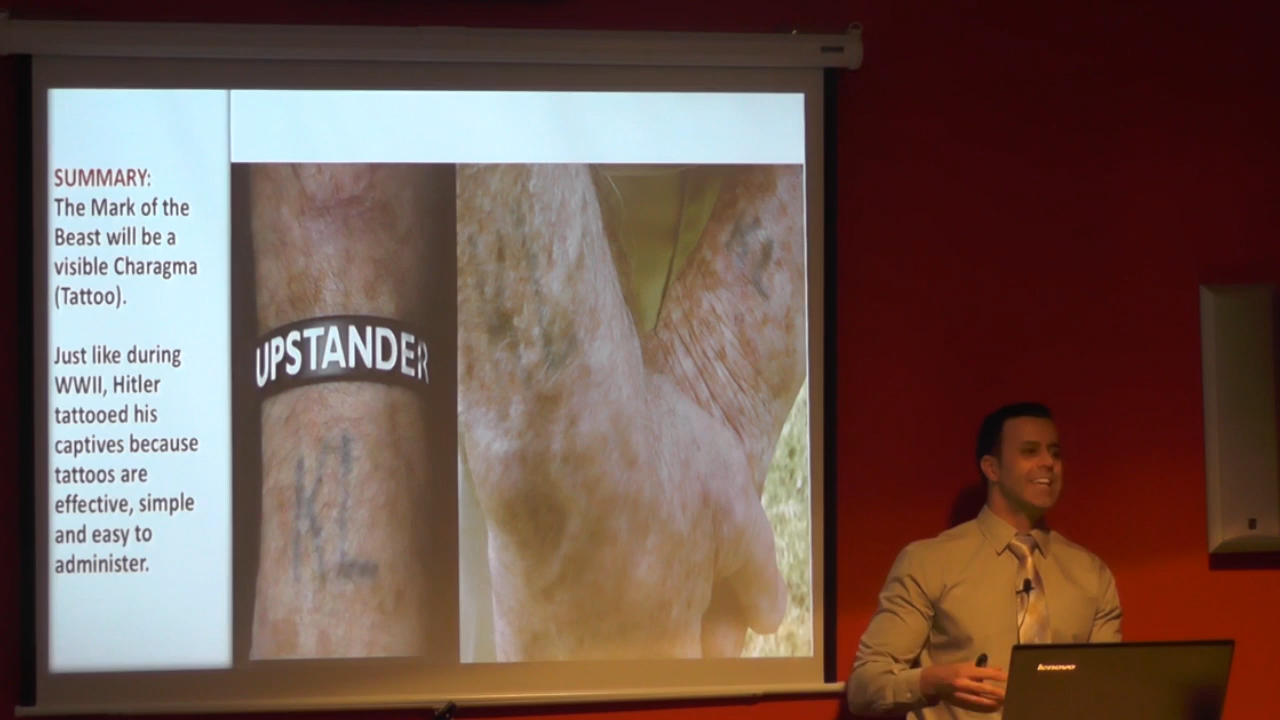 SUMMARY:
The Mark of the
Beast will be a
visible Charagma
(Tattoo).
Just like during
WWII, Hitler
tattooed his
captives because
tattoos are
effective, simple
and easy to
administer.
UPSTANDER
KL
lenovo